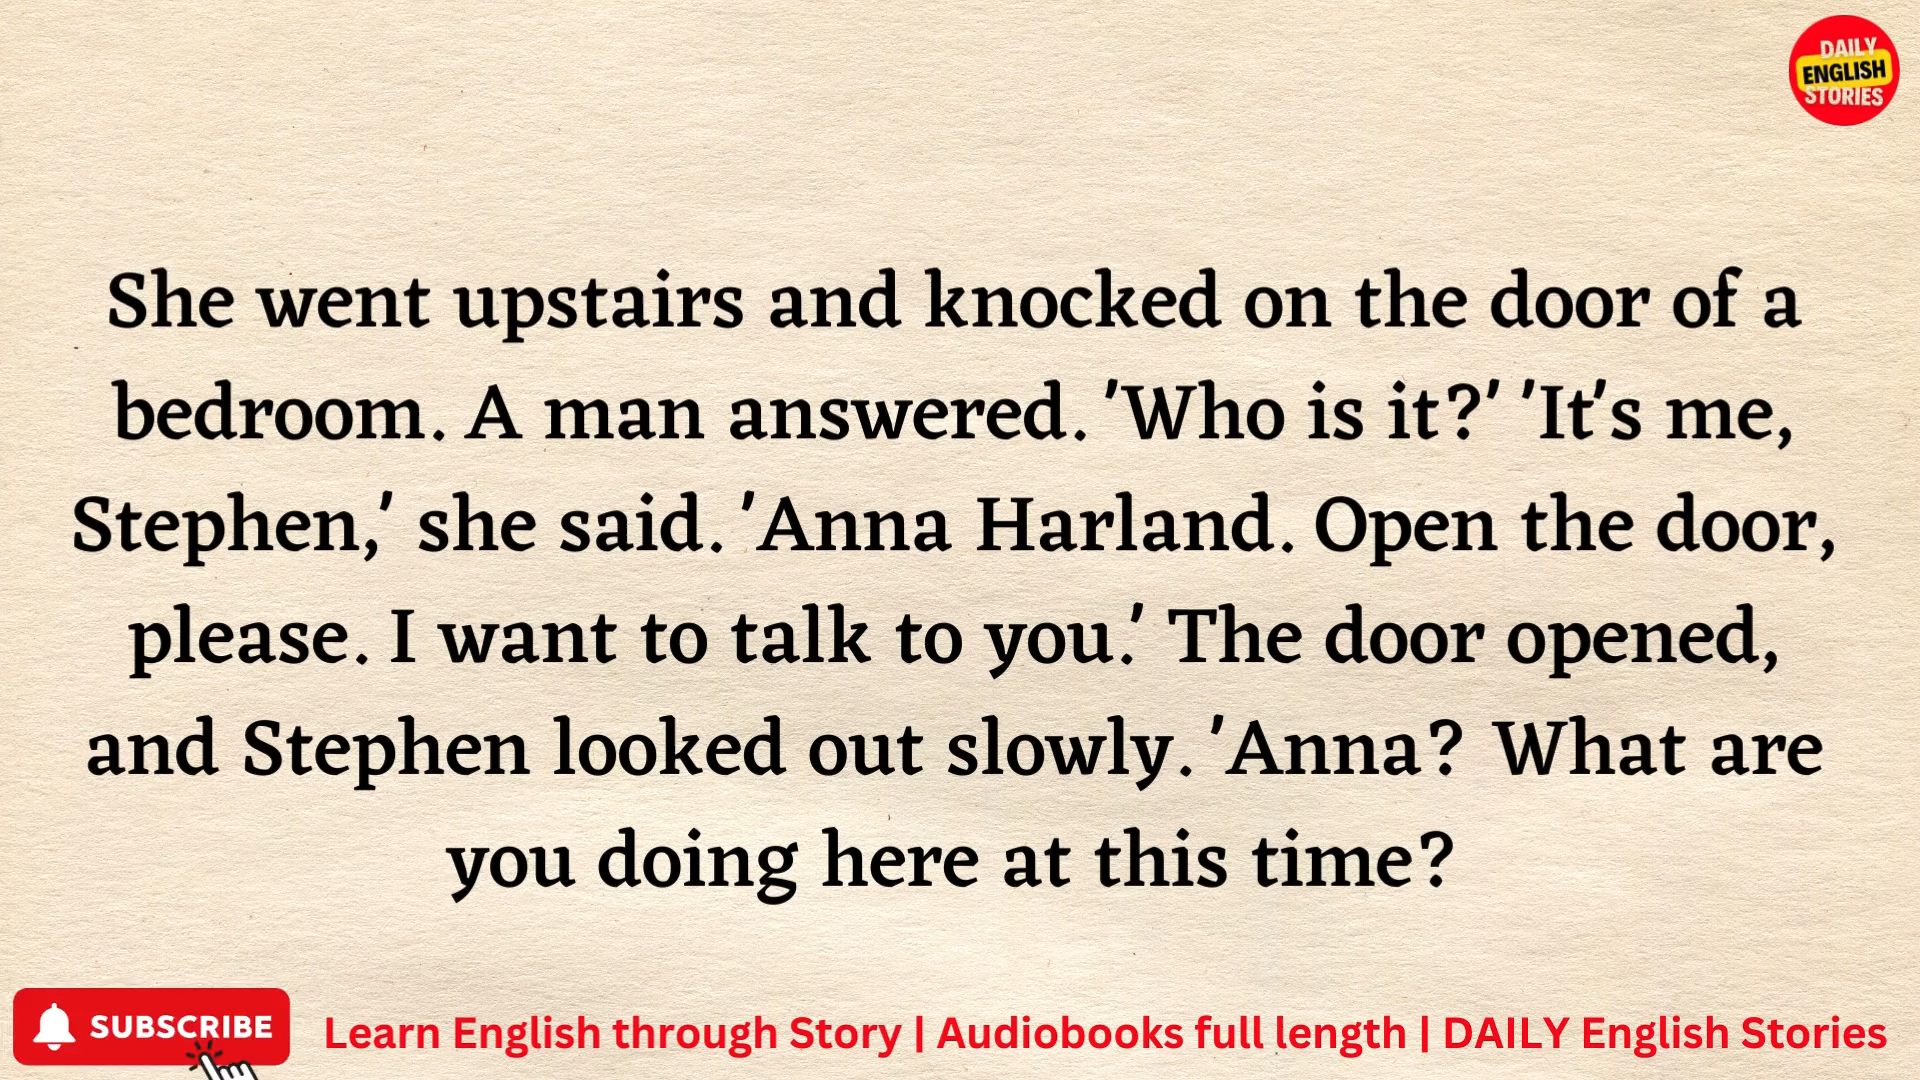 DAILY
ENGLISH
STORIES
She went upstairs and knocked on the door of a
bedroom. A man answered. 'Who is it?' 'It's me,
Stephen,' she said. 'Anna Harland. Open the door,
please. I want to talk to you.' The door opened,
and Stephen looked out slowly. 'Anna? What are
you doing here at this time?
SUBSCRIBE
Learn English through Story | Audiobooks full length | DAILY English Stories